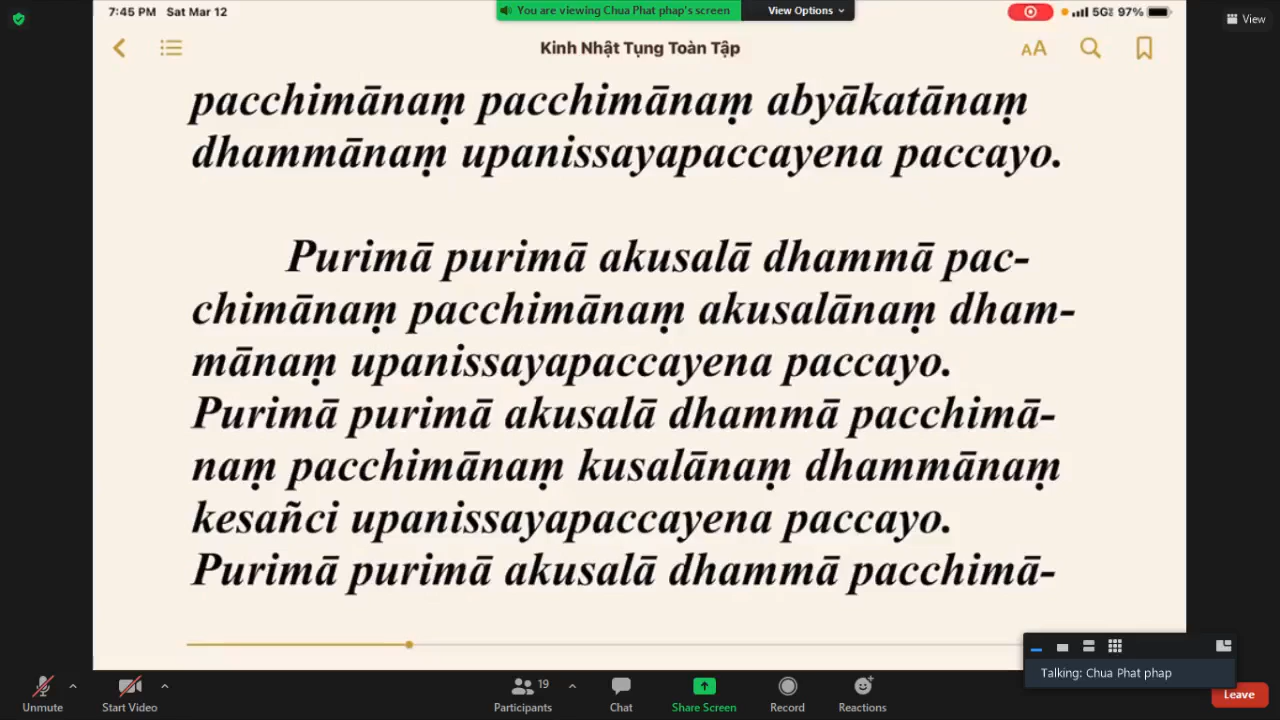 7:45 PM Sat Mar 12
You are viewing Chua Phat phap's screen
View Options
5G 97%
View
Kinh Nhật Tụng Toàn Tập
AA
pacchimānaṃ pacchimānaṃ abyākatānaṃ
dhammānaṃ upanissayapaccayena paccayo.
Purimā purimā akusalā dhammā pac-
chimānaṃ pacchimānaṃ akusalānaṃ dham-
mānaṃ upanissayapaccayena paccayo.
Purimā purimā akusalā dhammā pacchimā-
naṃ pacchimānaṃ kusalānaṃ dhammānaṃ
kesañci upanissayapaccayena paccayo.
Purimā purimā akusalā dhammā pacchimā-
Talking: Chua Phat phap
Unmute
Start Video
Participants 19
Chat
Share Screen
Record
Reactions
Leave